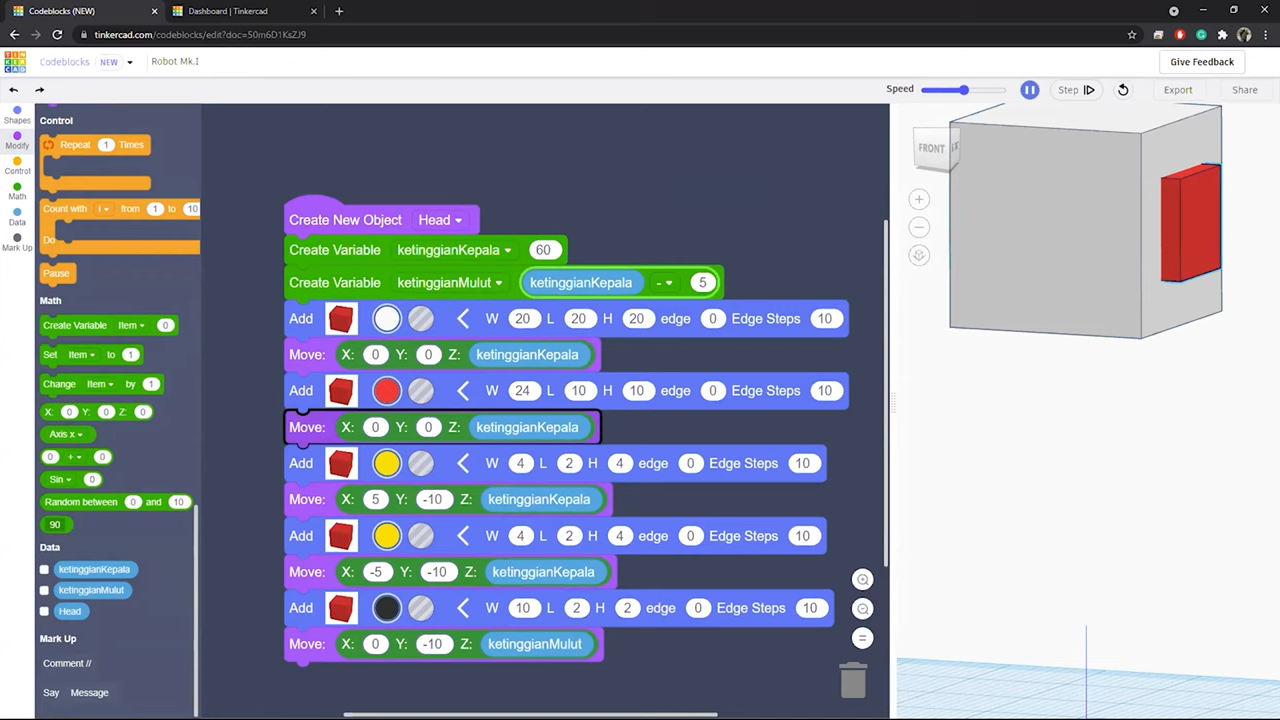 Codeblocks (NEW)
Dashboard | Tinkercad
tinkercad.com/codeblocks/edit?doc=50m6D1KsZJ9
TIN
KER
CAD
Codeblocks NEW Robot Mk.I
Give Feedback
Speed
Step
Export
Share
Shapes
Modify
Control
Math
Data
Mark Up
Control
Repeat 1 Times
Count with i from 1 to 10
Do
Pause
Math
Create Variable Item 0
Set Item to 1
Change Item by 1
X: 0 Y: 0 Z: 0
Axis x
0 + 0
Sin 0
Random between 0 and 10
90
Data
ketinggianKepala
ketinggianMulut
Head
Mark Up
Comment //
Say Message
Create New Object Head
Create Variable ketinggianKepala 60
Create Variable ketinggianMulut ketinggianKepala - 5
Add W 20 L 20 H 20 edge 0 Edge Steps 10
Move: X: 0 Y: 0 Z: ketinggianKepala
Add W 24 L 10 H 10 edge 0 Edge Steps 10
Move: X: 0 Y: 0 Z: ketinggianKepala
Add W 4 L 2 H 4 edge 0 Edge Steps 10
Move: X: 5 Y: -10 Z: ketinggianKepala
Add W 4 L 2 H 4 edge 0 Edge Steps 10
Move: X: -5 Y: -10 Z: ketinggianKepala
Add W 10 L 2 H 2 edge 0 Edge Steps 10
Move: X: 0 Y: -10 Z: ketinggianMulut
FRONT